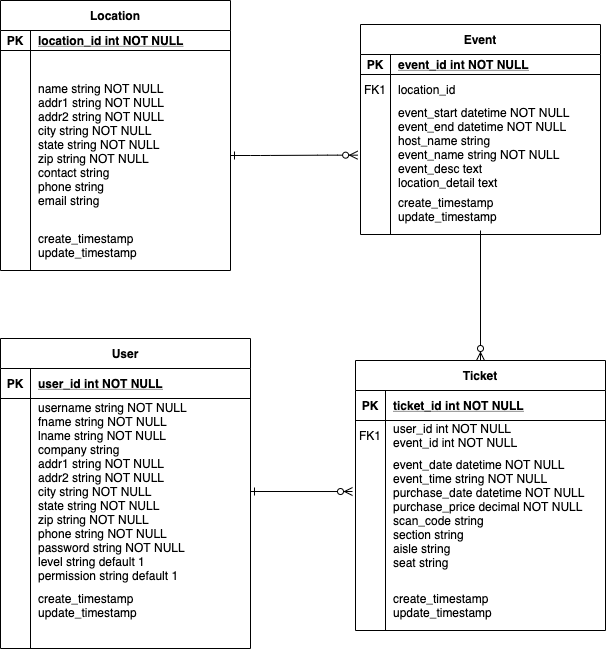 Location
PK location_id int NOT NULL
name string NOT NULL
addr1 string NOT NULL
addr2 string NOT NULL
city string NOT NULL
state string NOT NULL
zip string NOT NULL
contact string
phone string
email string
create_timestamp
update_timestamp
Event
PK event_id int NOT NULL
FK1 location_id
event_start datetime NOT NULL
event_end datetime NOT NULL
host_name string
event_name string NOT NULL
event_desc text
location_detail text
create_timestamp
update_timestamp
User
PK user_id int NOT NULL
username string NOT NULL
fname string NOT NULL
lname string NOT NULL
company string
addr1 string NOT NULL
addr2 string NOT NULL
city string NOT NULL
state string NOT NULL
zip string NOT NULL
phone string NOT NULL
password string NOT NULL
level string default 1
permission string default 1
create_timestamp
update_timestamp
Ticket
PK ticket_id int NOT NULL
FK1 user_id int NOT NULL
event_id int NOT NULL
event_date datetime NOT NULL
event_time string NOT NULL
purchase_date datetime NOT NULL
purchase_price decimal NOT NULL
scan_code string
section string
aisle string
seat string
create_timestamp
update_timestamp